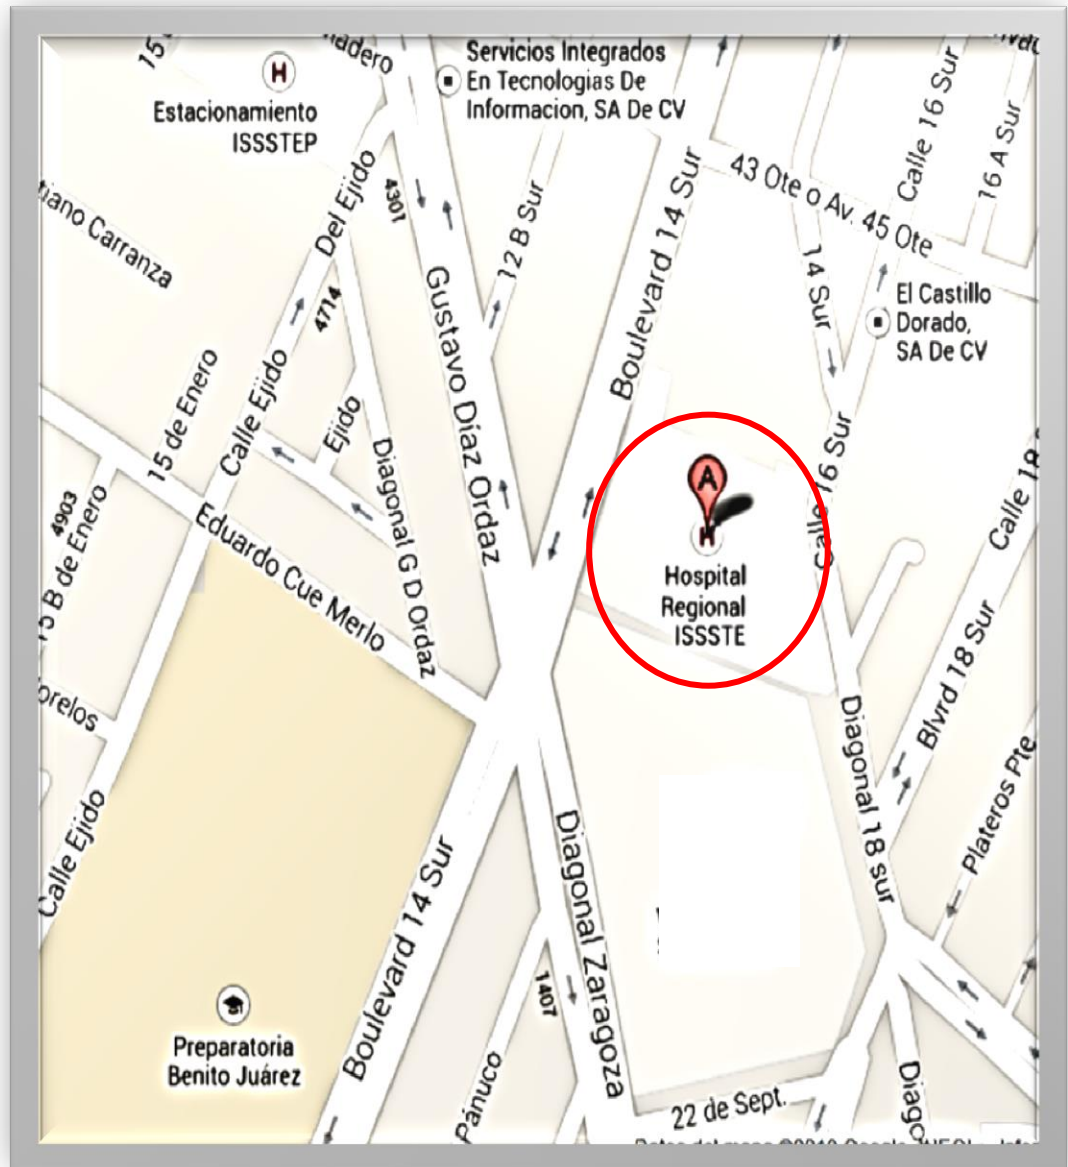 Servicios Integrados
En Tecnologias De
Informacion, SA De CV
H
Estacionamiento
ISSSTEP
Del Ejido
4301
12 B Sur
Boulevard 14 Sur
43 Ote o Av. 45 Ote
Calle 16 Sur
16 A Sur
Carranza
4714
Gustavo Díaz Ordaz
14 Sur
El Castillo
Dorado,
SA De CV
15 de Enero
Calle Ejido
Ejido
Diagonal G D Ordaz
Calle 16 Sur
Calle 18
A
H
Hospital
Regional
ISSSTE
4903
15 B de Enero
Eduardo Cue Merlo
Blvrd 18 Sur
Diagonal 18 sur
Plateros Pte
Calle Ejido
Boulevard 14 Sur
Diagonal Zaragoza
1407
Preparatoria
Benito Juárez
Pánuco
22 de Sept.